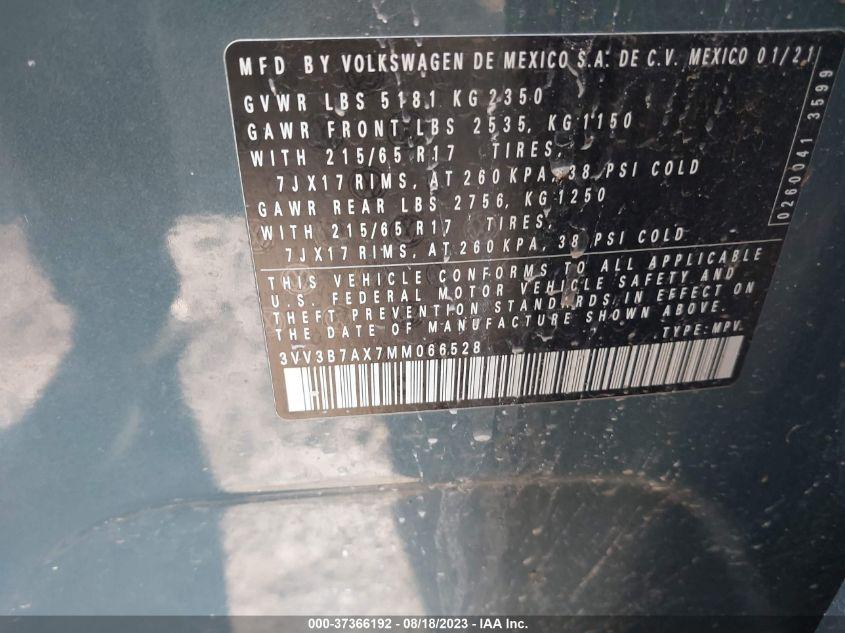 MFD BY VOLKSWAGEN DE MEXICO S.A. DE C.V. MEXICO 01/21
GVWR LBS 5181 KG 2350
GAWR FRONT LBS 2535, KG 1150
WITH 215/65 R17 TIRES,
7JX17 RIMS, AT 260 KPA, 38 PSI COLD
GAWR REAR LBS 2756, KG 1250
WITH 215/65 R17 TIRES,
7JX17 RIMS, AT 260 KPA, 38 PSI COLD
THIS VEHICLE CONFORMS TO ALL APPLICABLE
U.S. FEDERAL MOTOR VEHICLE SAFETY AND
THEFT PREVENTION STANDARDS IN EFFECT ON
THE DATE OF MANUFACTURE SHOWN ABOVE.
TYPE: MPV
3VV3B7AX7MM066528
0260041 3599
000-37366192 - 08/18/2023 - IAA Inc.